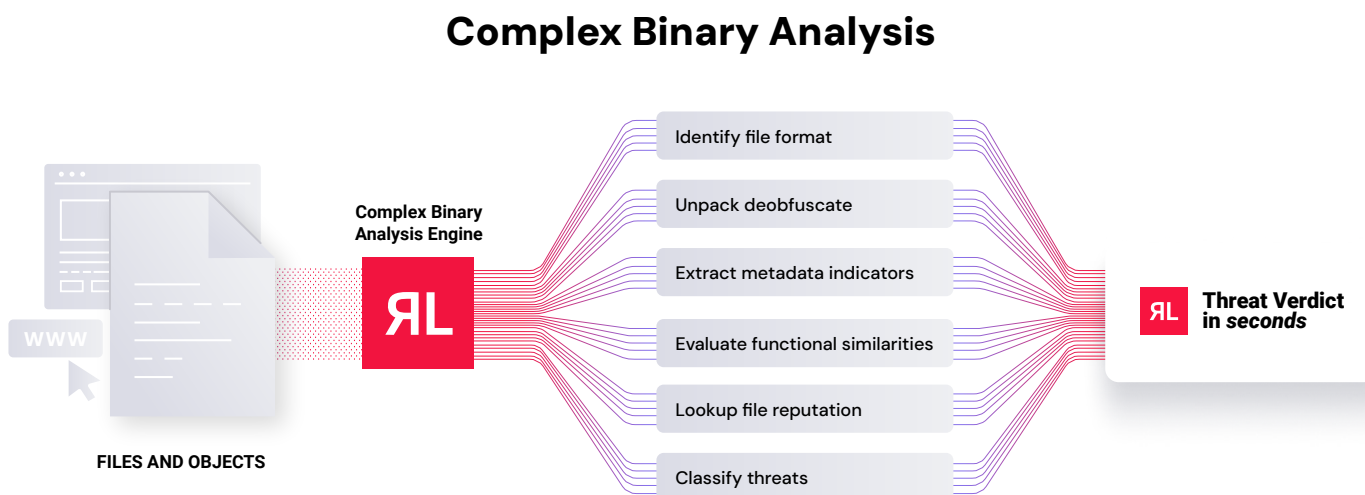 Complex Binary Analysis
Complex Binary
Analysis Engine
ЯL
WWW
FILES AND OBJECTS
Identify file format
Unpack deobfuscate
Extract metadata indicators
Evaluate functional similarities
Lookup file reputation
Classify threats
ЯL
Threat Verdict
in seconds